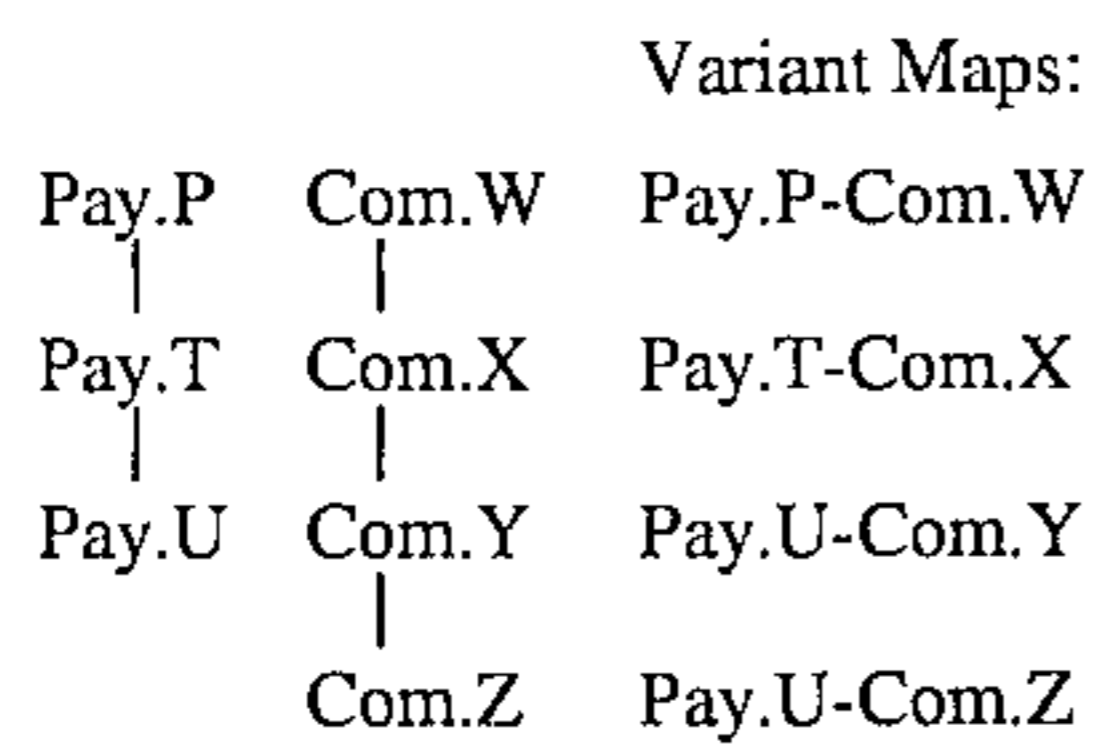 Variant Maps:
Pay.P Com.W Pay.P-Com.W
Pay.T Com.X Pay.T-Com.X
Pay.U Com.Y Pay.U-Com.Y
Com.Z Pay.U-Com.Z